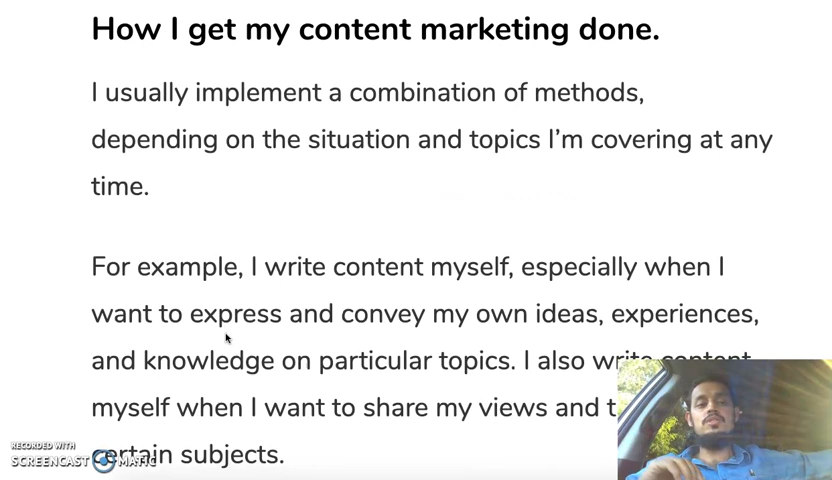 How I get my content marketing done.
I usually implement a combination of methods,
depending on the situation and topics I'm covering at any
time.
For example, I write content myself, especially when I
want to express and convey my own ideas, experiences,
and knowledge on particular topics. I also write content
myself when I want to share my views and
certain subjects.
RECORDED WITH
SCREENCAST MATIC